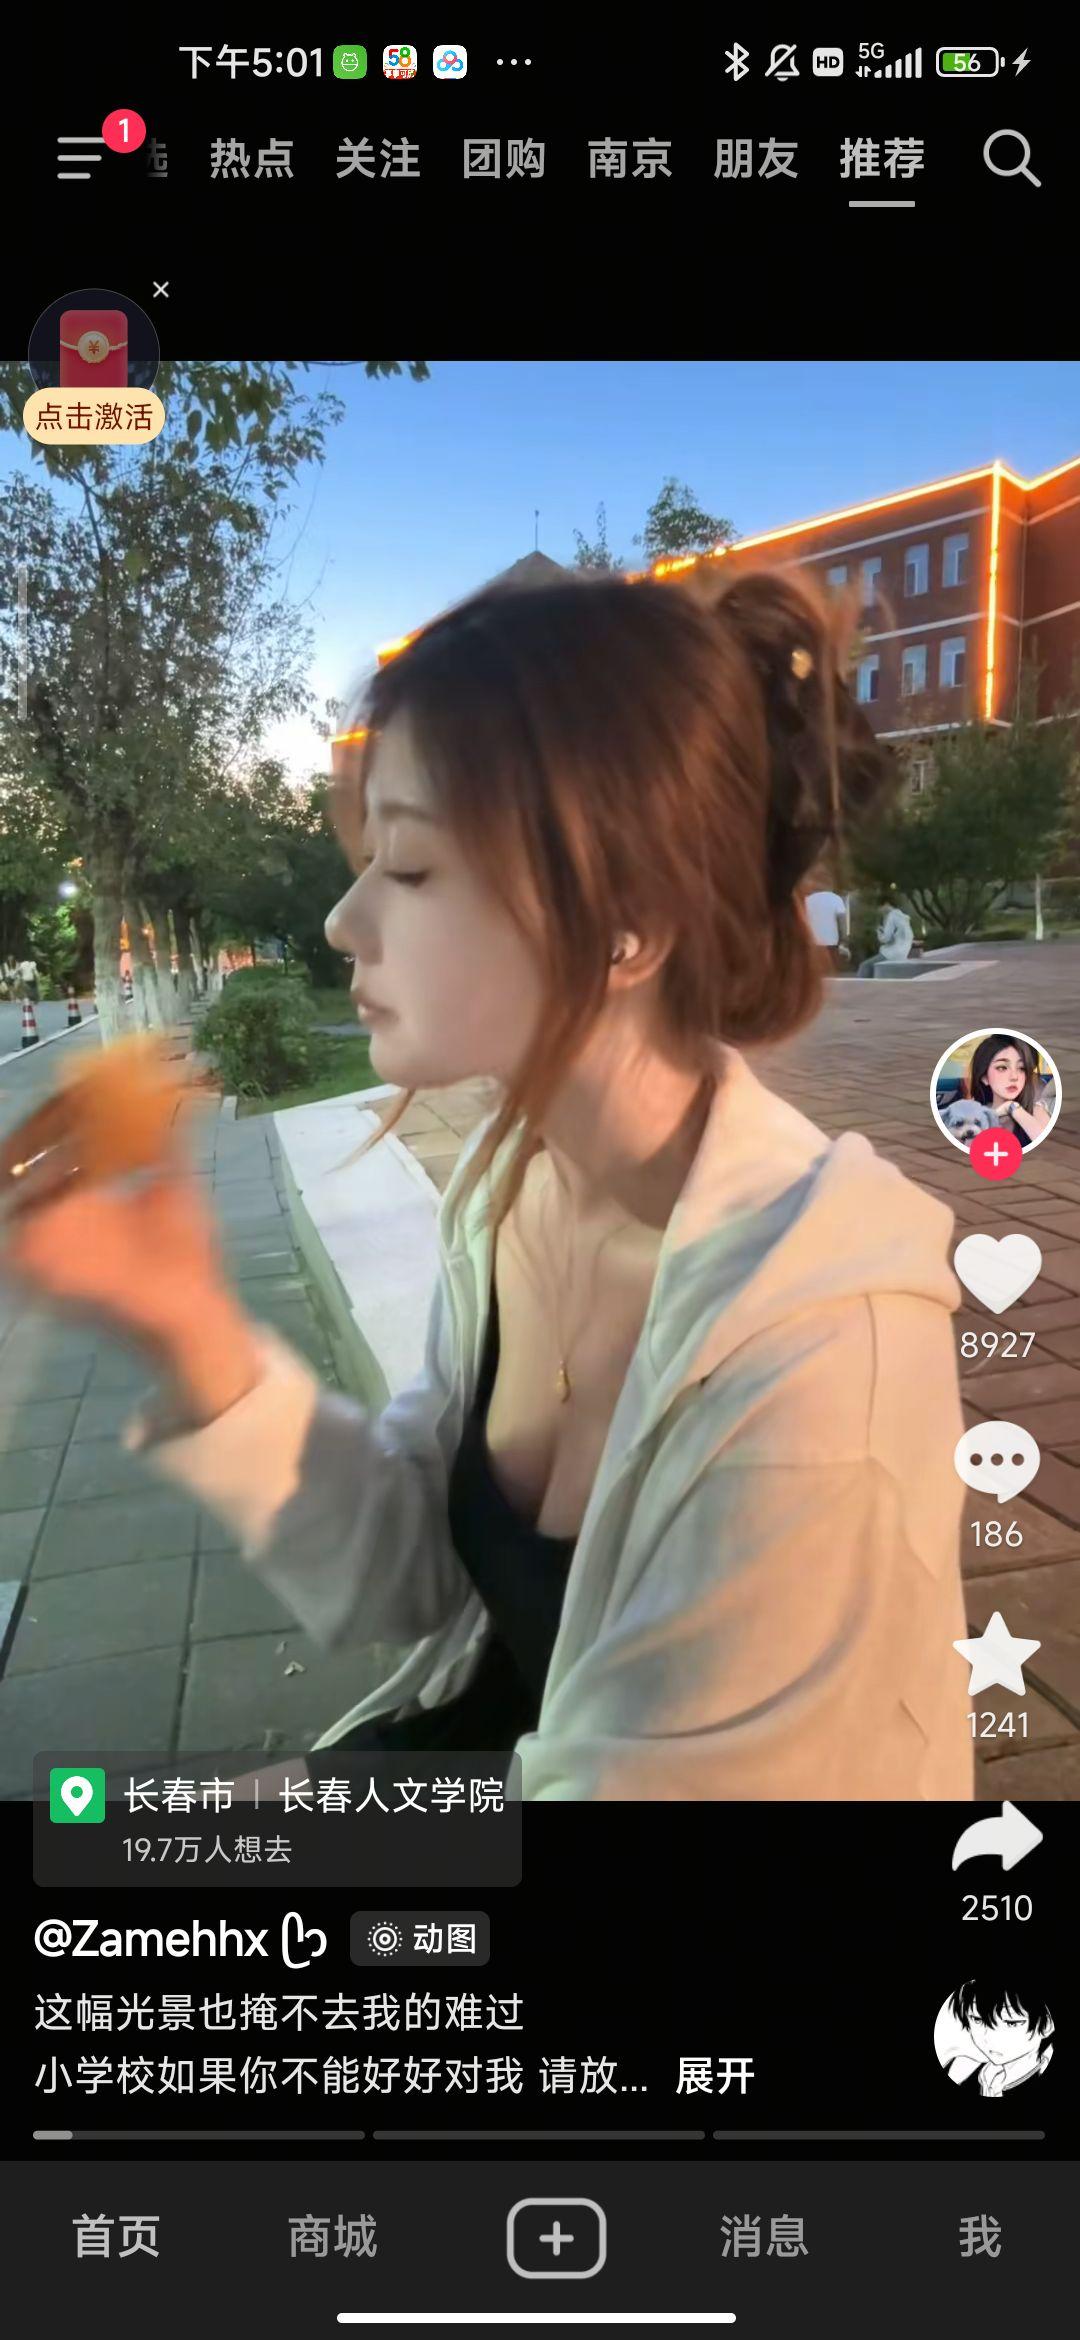 下午5:01
58
HD
5G
56
1
选 热点 关注 团购 南京 朋友 推荐
点击激活
8927
186
1241
长春市 | 长春人文学院
19.7万人想去
2510
@Zamehhx
动图
这幅光景也掩不去我的难过
小学校如果你不能好好对我 请放... 展开
首页 商城 消息 我